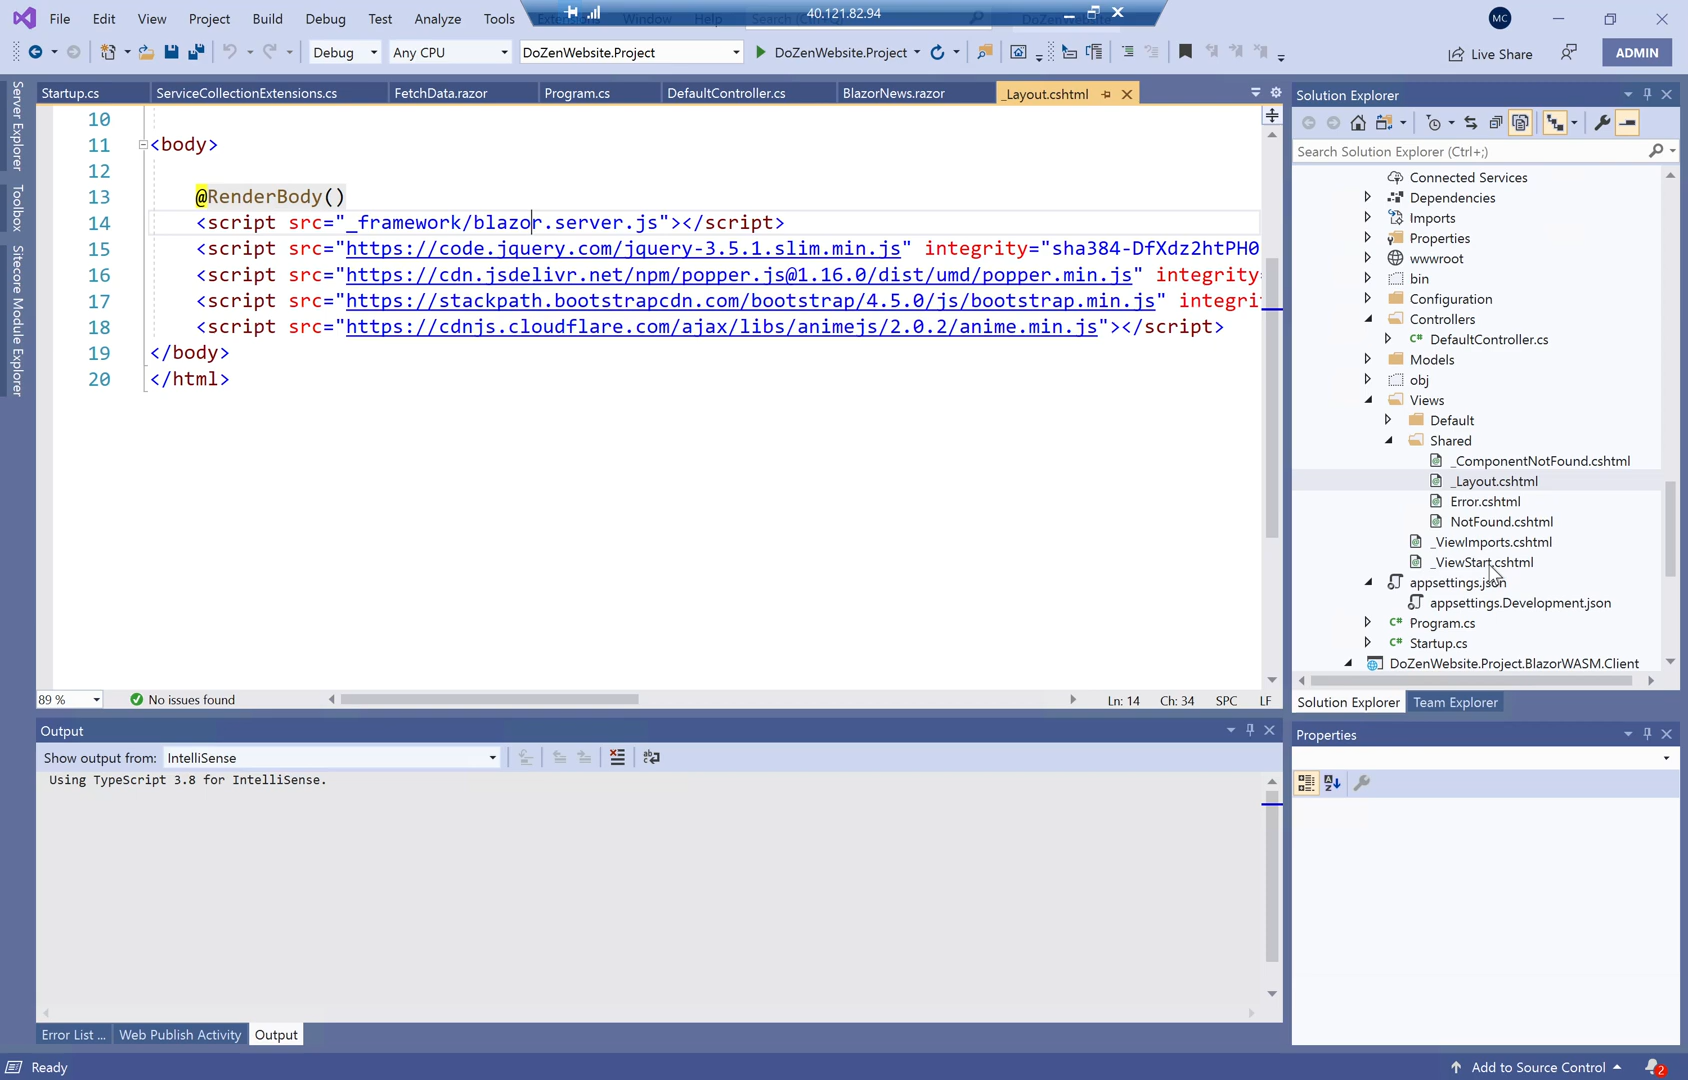 File Edit View Project Build Debug Test Analyze Tools
40.121.82.94
MC
Debug
Any CPU
DoZenWebsite.Project
DoZenWebsite.Project
Live Share
ADMIN
Server Explorer
Toolbox
Sitecore Module Explorer
Startup.cs ServiceCollectionExtensions.cs FetchData.razor Program.cs DefaultController.cs BlazorNews.razor _Layout.cshtml
10
11 <body>
12
13 @RenderBody()
14 <script src="_framework/blazor.server.js"></script>
15 <script src="https://code.jquery.com/jquery-3.5.1.slim.min.js" integrity="sha384-DfXdz2htPH0
16 <script src="https://cdn.jsdelivr.net/npm/popper.js@1.16.0/dist/umd/popper.min.js" integrity
17 <script src="https://stackpath.bootstrapcdn.com/bootstrap/4.5.0/js/bootstrap.min.js" integri
18 <script src="https://cdnjs.cloudflare.com/ajax/libs/animejs/2.0.2/anime.min.js"></script>
19 </body>
20 </html>
89 %
No issues found
Ln: 14 Ch: 34 SPC LF
Output
Show output from: IntelliSense
Using TypeScript 3.8 for IntelliSense.
Error List ... Web Publish Activity Output
Solution Explorer
Search Solution Explorer (Ctrl+;)
Connected Services
Dependencies
Imports
Properties
wwwroot
bin
Configuration
Controllers
C# DefaultController.cs
Models
obj
Views
Default
Shared
_ComponentNotFound.cshtml
_Layout.cshtml
Error.cshtml
NotFound.cshtml
_ViewImports.cshtml
_ViewStart.cshtml
appsettings.json
appsettings.Development.json
C# Program.cs
C# Startup.cs
DoZenWebsite.Project.BlazorWASM.Client
Solution Explorer Team Explorer
Properties
Ready
Add to Source Control
2